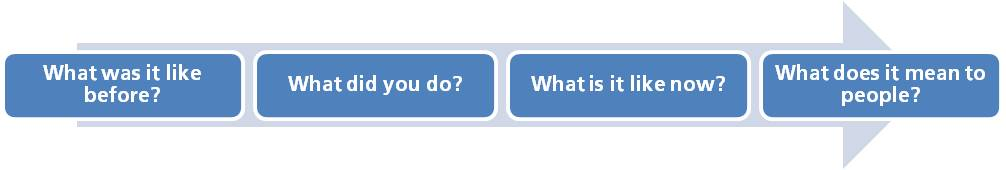 What was it like
before?
What did you do?
What is it like now?
What does it mean to
people?